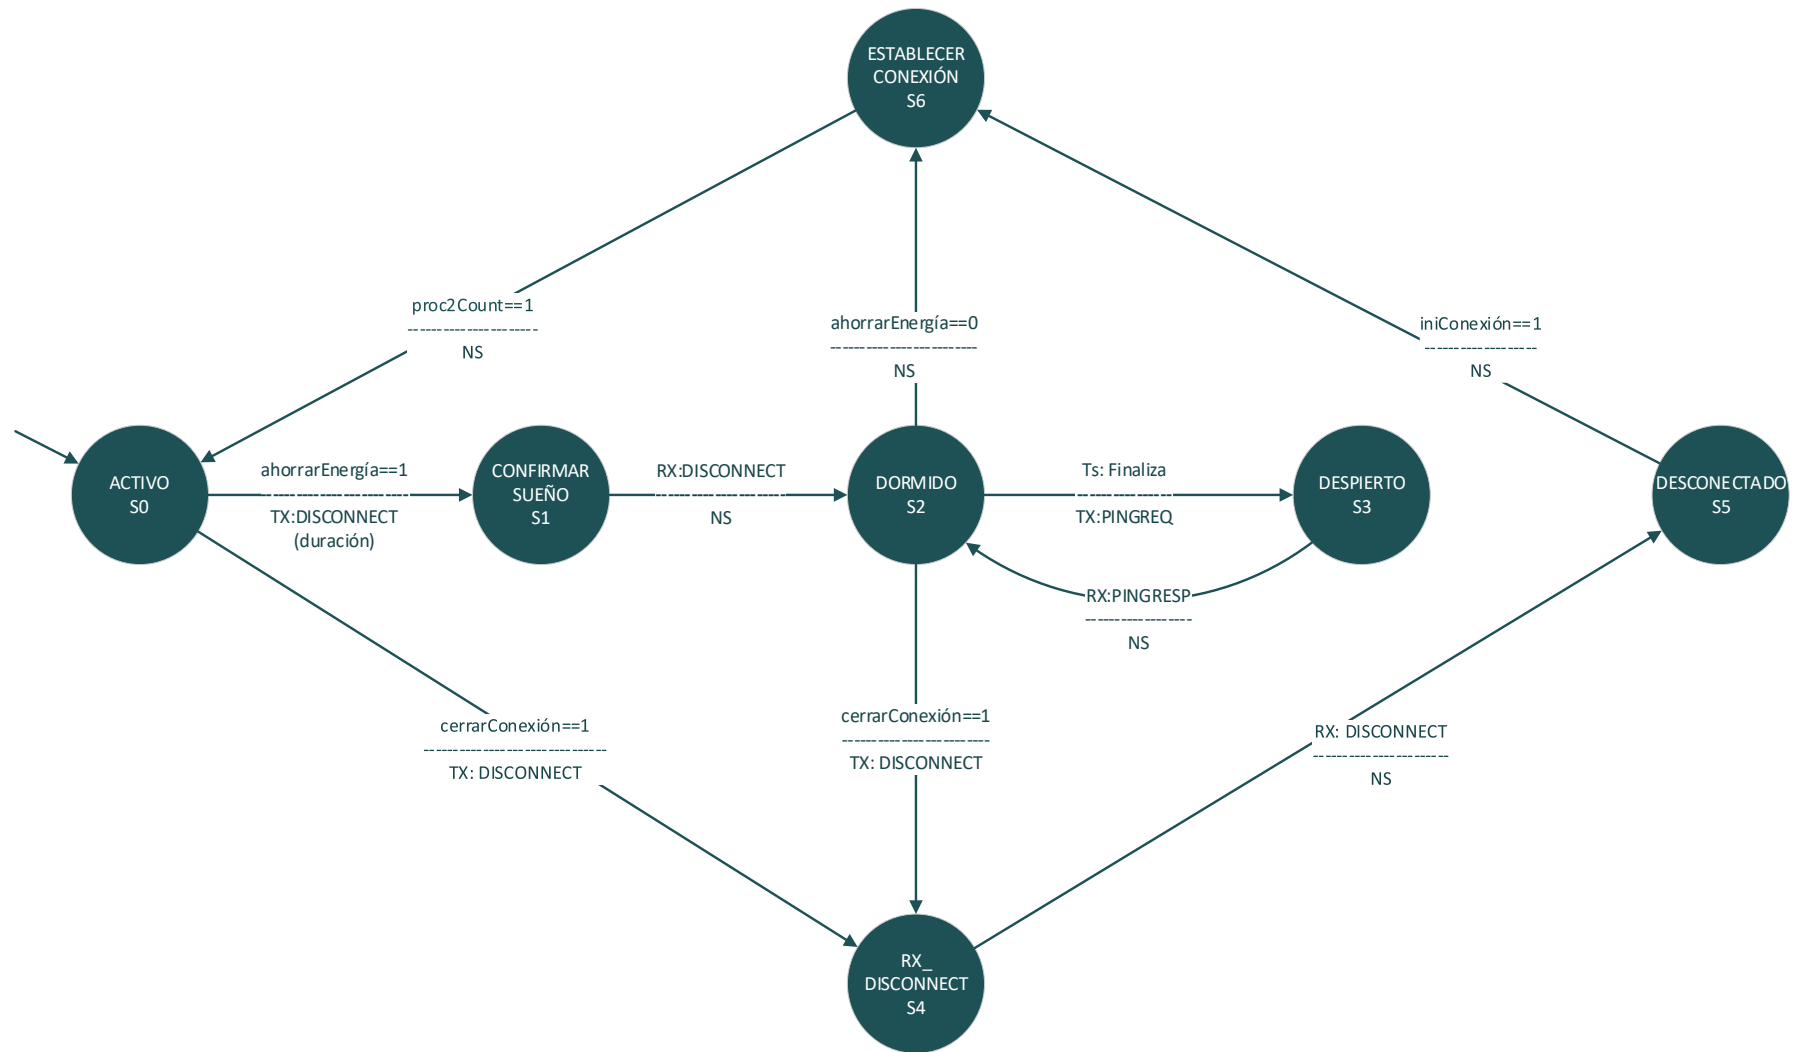 ESTABLECER
CONEXIÓN
S6
proc2Count==1
----------------------
NS
ahorrarEnergía==0
-------------------------
NS
iniConexión==1
-------------------
NS
ACTIVO
S0
ahorrarEnergía==1
-------------------------
TX:DISCONNECT
(duración)
CONFIRMAR
SUEÑO
S1
RX:DISCONNECT
----------------------
NS
DORMIDO
S2
Ts: Finaliza
----------------
TX:PINGREQ
DESPIERTO
S3
DESCONECTADO
S5
RX:PINGRESP
------------------
NS
cerrarConexión==1
-------------------------------
TX: DISCONNECT
cerrarConexión==1
-------------------------
TX: DISCONNECT
RX: DISCONNECT
-----------------------
NS
RX_
DISCONNECT
S4